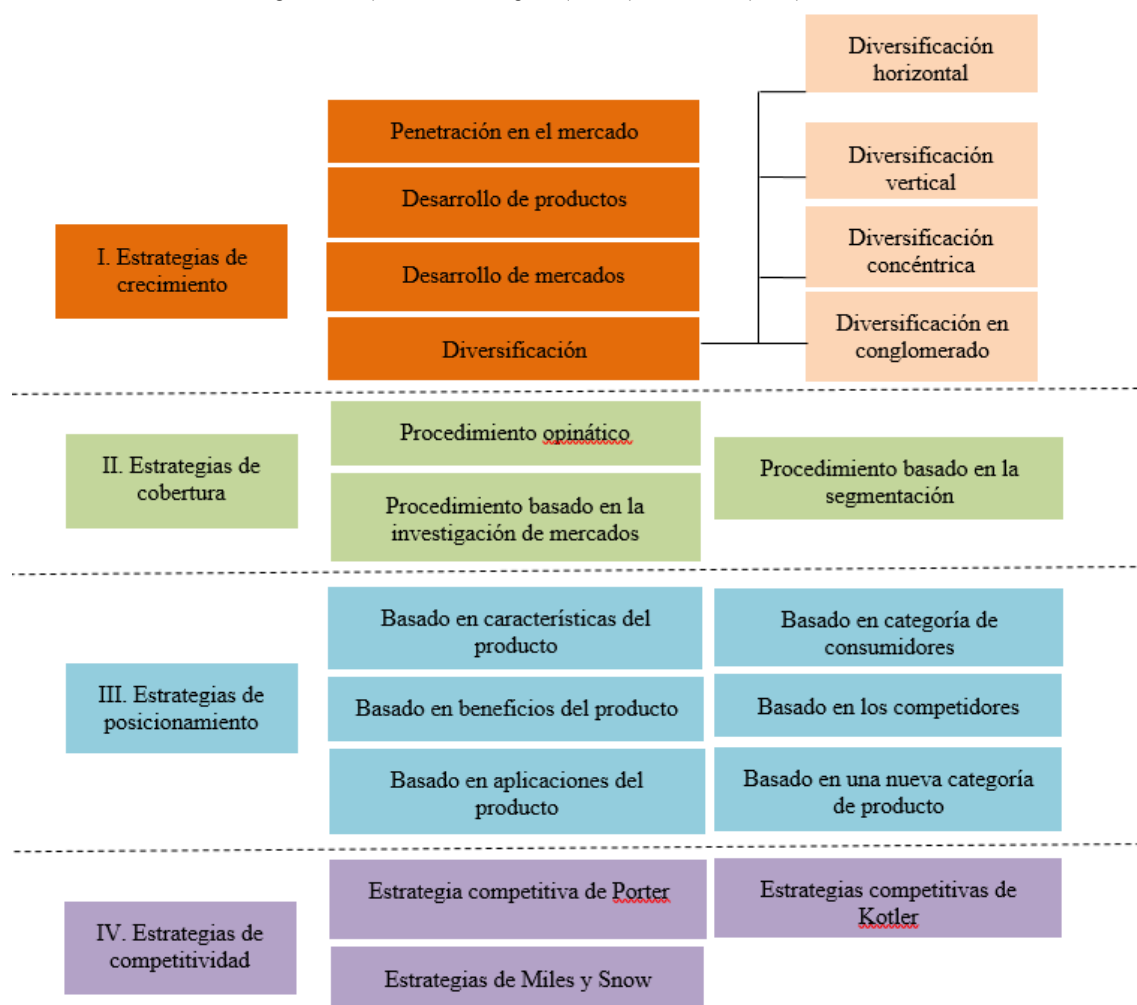 Diversificación
horizontal
Penetración en el mercado
Diversificación
vertical
Desarrollo de productos
I. Estrategias de
crecimiento
Diversificación
concéntrica
Desarrollo de mercados
Diversificación en
conglomerado
Diversificación
II. Estrategias de
cobertura
Procedimiento opinático
Procedimiento basado en la
segmentación
Procedimiento basado en la
investigación de mercados
III. Estrategias de
posicionamiento
Basado en características del
producto
Basado en categoría de
consumidores
Basado en beneficios del producto
Basado en los competidores
Basado en aplicaciones del
producto
Basado en una nueva categoría
de producto
IV. Estrategias de
competitividad
Estrategia competitiva de Porter
Estrategias competitivas de
Kotler
Estrategias de Miles y Snow